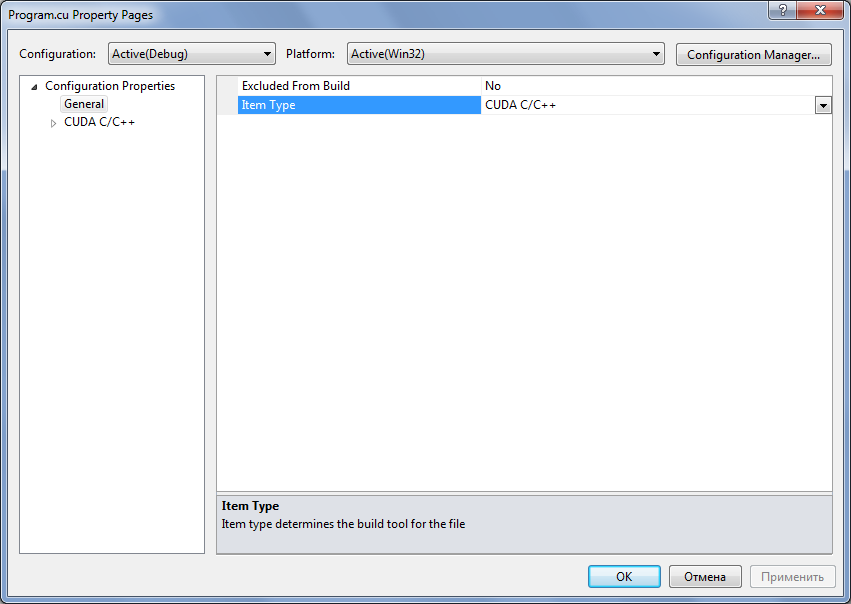 Program.cu Property Pages
Configuration: Active(Debug) Platform: Active(Win32) Configuration Manager...
Configuration Properties
General
CUDA C/C++
Excluded From Build No
Item Type CUDA C/C++
Item Type
Item type determines the build tool for the file
OK Отмена Применить